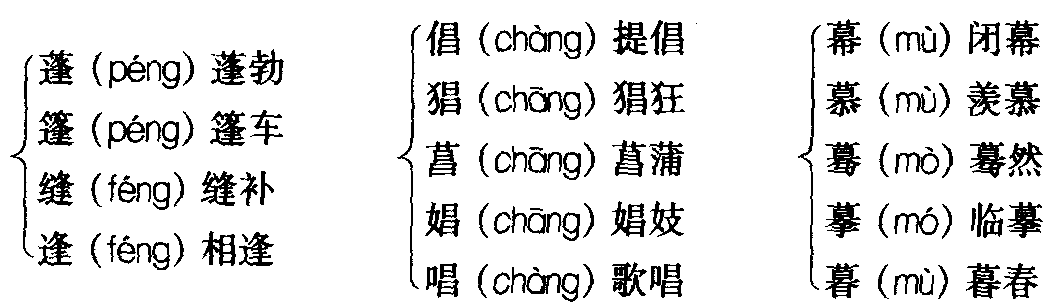 蓬（péng）蓬勃
篷（péng）篷车
缝（féng）缝补
逢（féng）相逢
倡（chàng）提倡
猖（chāng）猖狂
菖（chāng）菖蒲
娼（chāng）娼妓
唱（chàng）歌唱
幕（mù）闭幕
慕（mù）羡慕
蓦（mò）蓦然
摹（mó）临摹
暮（mù）暮春